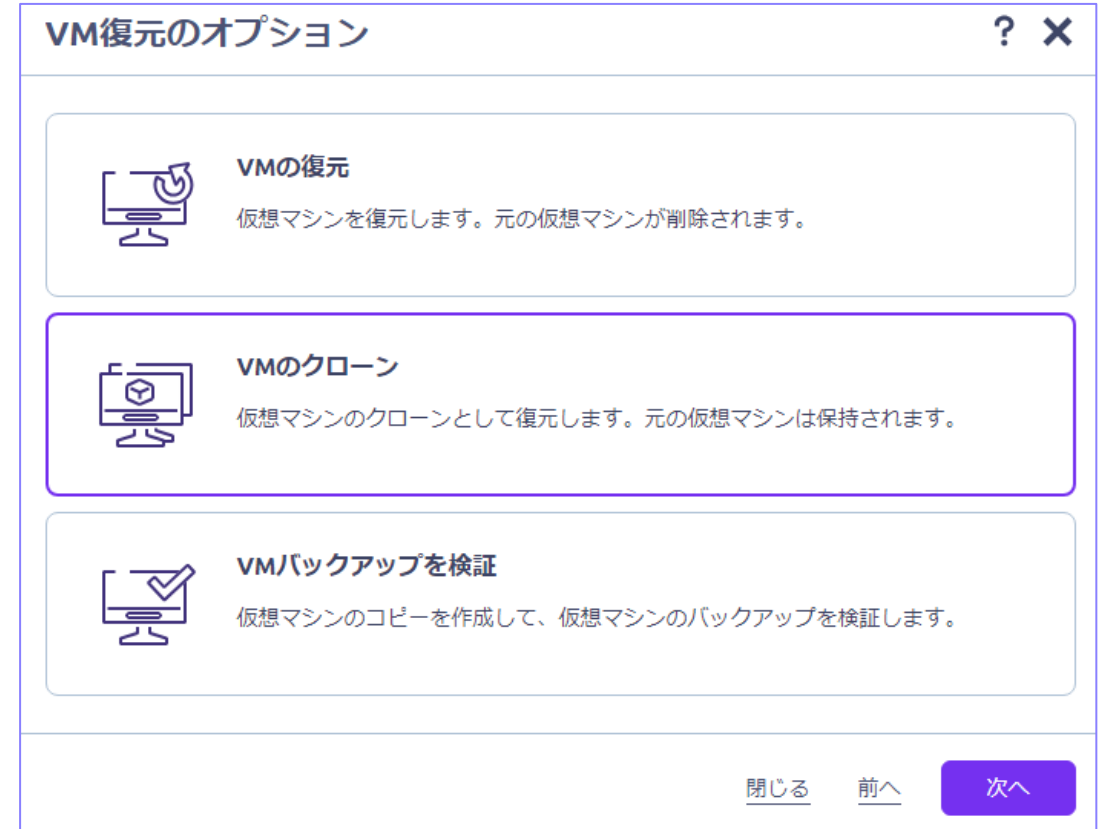 VM復元のオプション
? ✕
VMの復元
仮想マシンを復元します。元の仮想マシンが削除されます。
VMのクローン
仮想マシンのクローンとして復元します。元の仮想マシンは保持されます。
VMバックアップを検証
仮想マシンのコピーを作成して、仮想マシンのバックアップを検証します。
閉じる 前へ 次へ